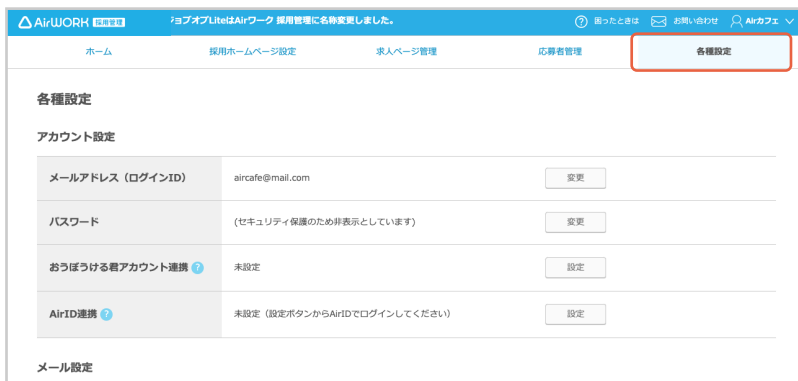 AirWORK 採用管理 ジョブオプLiteはAirワーク 採用管理に名称変更しました。 ? 困ったときは お問い合わせ Airカフェ
ホーム 採用ホームページ設定 求人ページ管理 応募者管理 各種設定
各種設定
アカウント設定
メールアドレス（ログインID） aircafe@mail.com 変更
パスワード (セキュリティ保護のため非表示としています) 変更
おうぼうける君アカウント連携 ? 未設定 設定
AirID連携 ? 未設定（設定ボタンからAirIDでログインしてください） 設定
メール設定